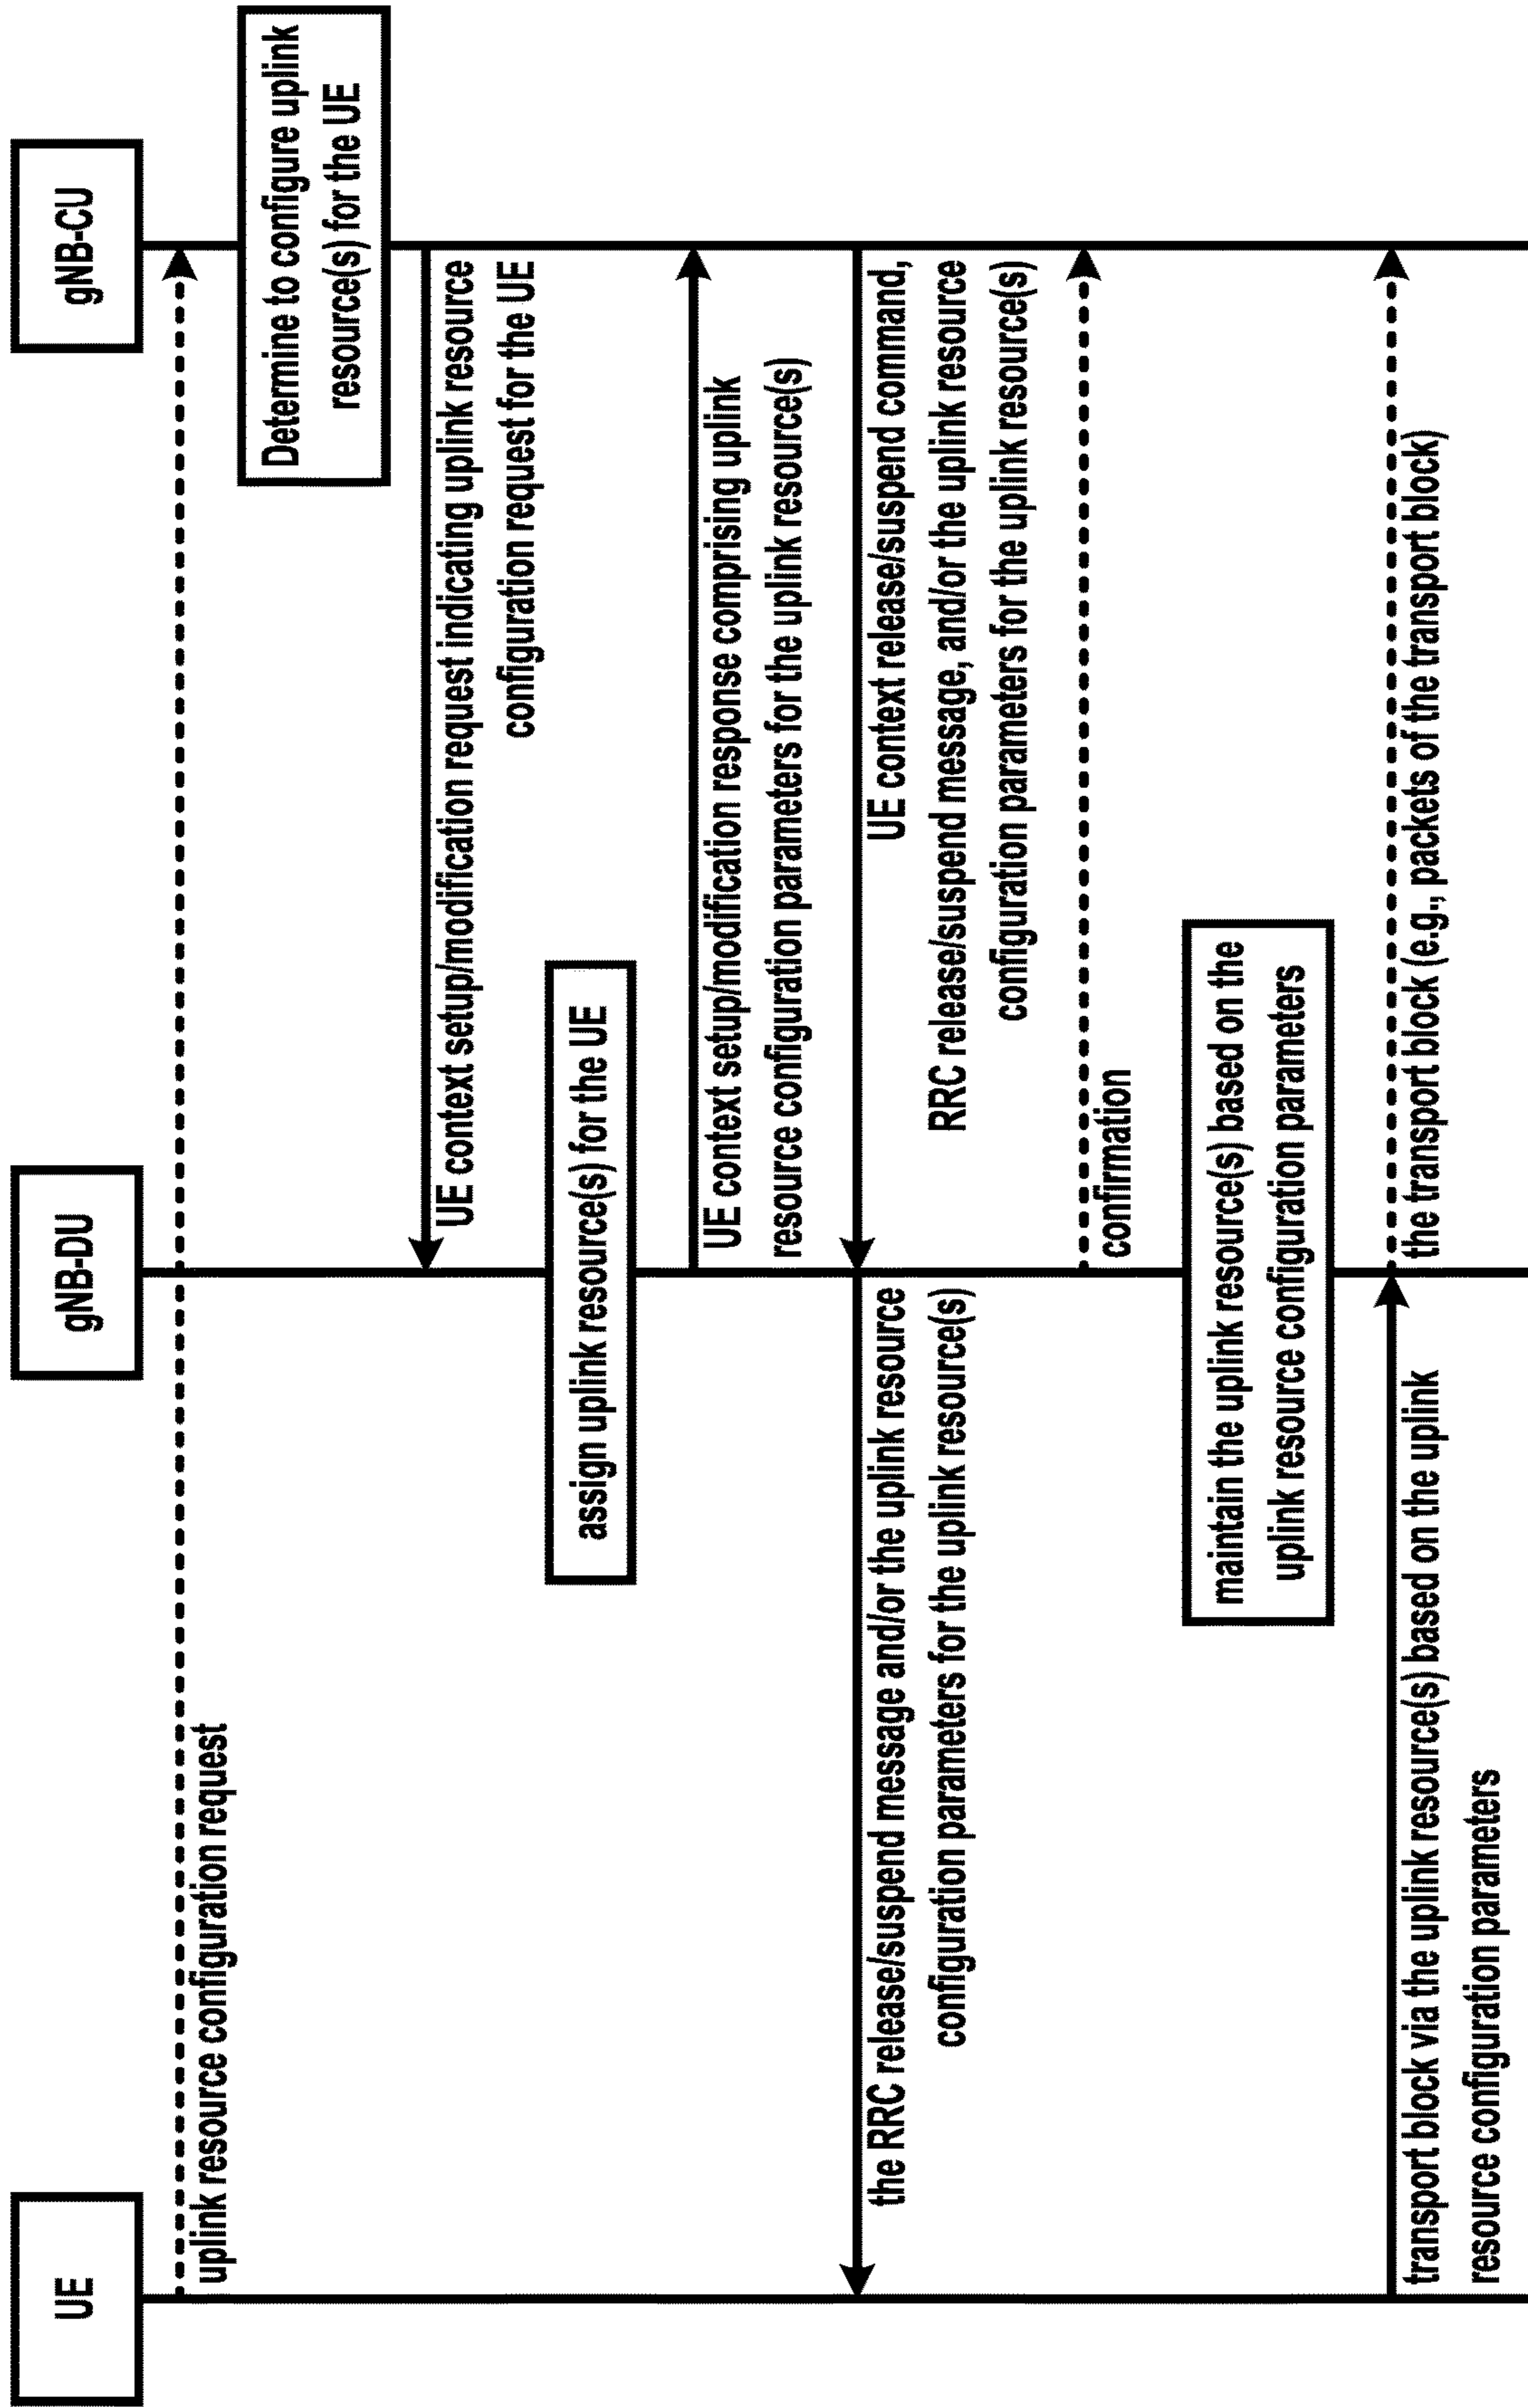 UE
gNB-DU
gNB-CU
uplink resource configuration request
Determine to configure uplink
resource(s) for the UE
UE context setup/modification request indicating uplink resource
configuration request for the UE
assign uplink resource(s) for the UE
UE context setup/modification response comprising uplink
resource configuration parameters for the uplink resource(s)
UE context release/suspend command,
RRC release/suspend message, and/or the uplink resource
configuration parameters for the uplink resource(s)
the RRC release/suspend message and/or the uplink resource
configuration parameters for the uplink resource(s)
confirmation
maintain the uplink resource(s) based on the
uplink resource configuration parameters
transport block via the uplink resource(s) based on the uplink
resource configuration parameters
the transport block (e.g., packets of the transport block)